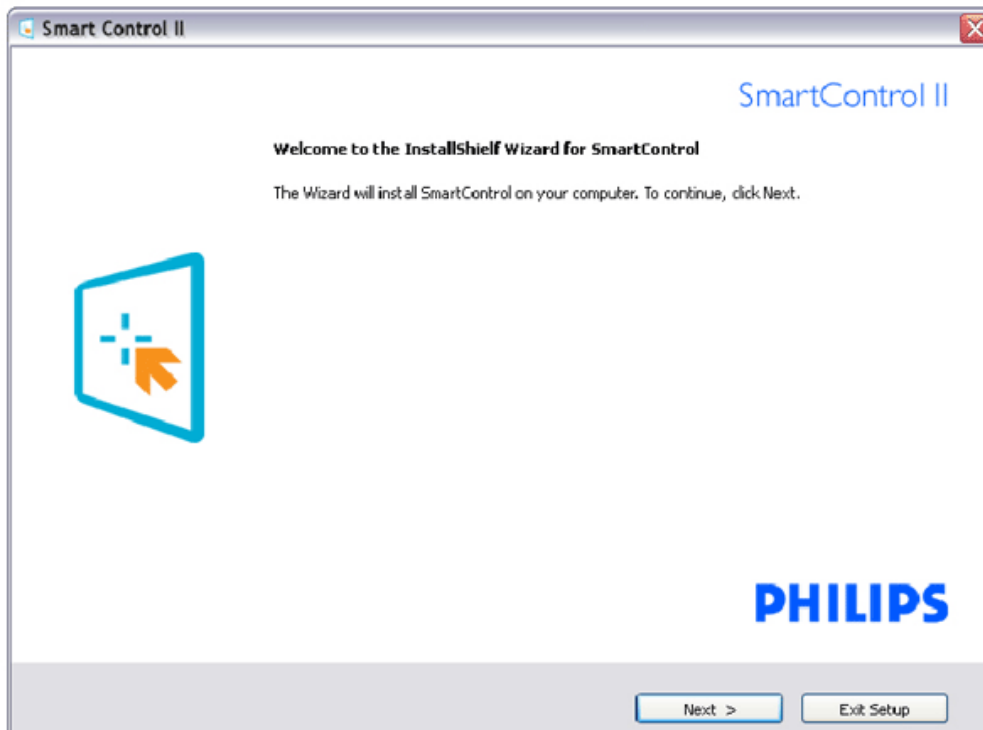 Smart Control II
SmartControl II
Welcome to the InstallShielf Wizard for SmartControl
The Wizard will install SmartControl on your computer. To continue, click Next.
PHILIPS
Next >
Exit Setup